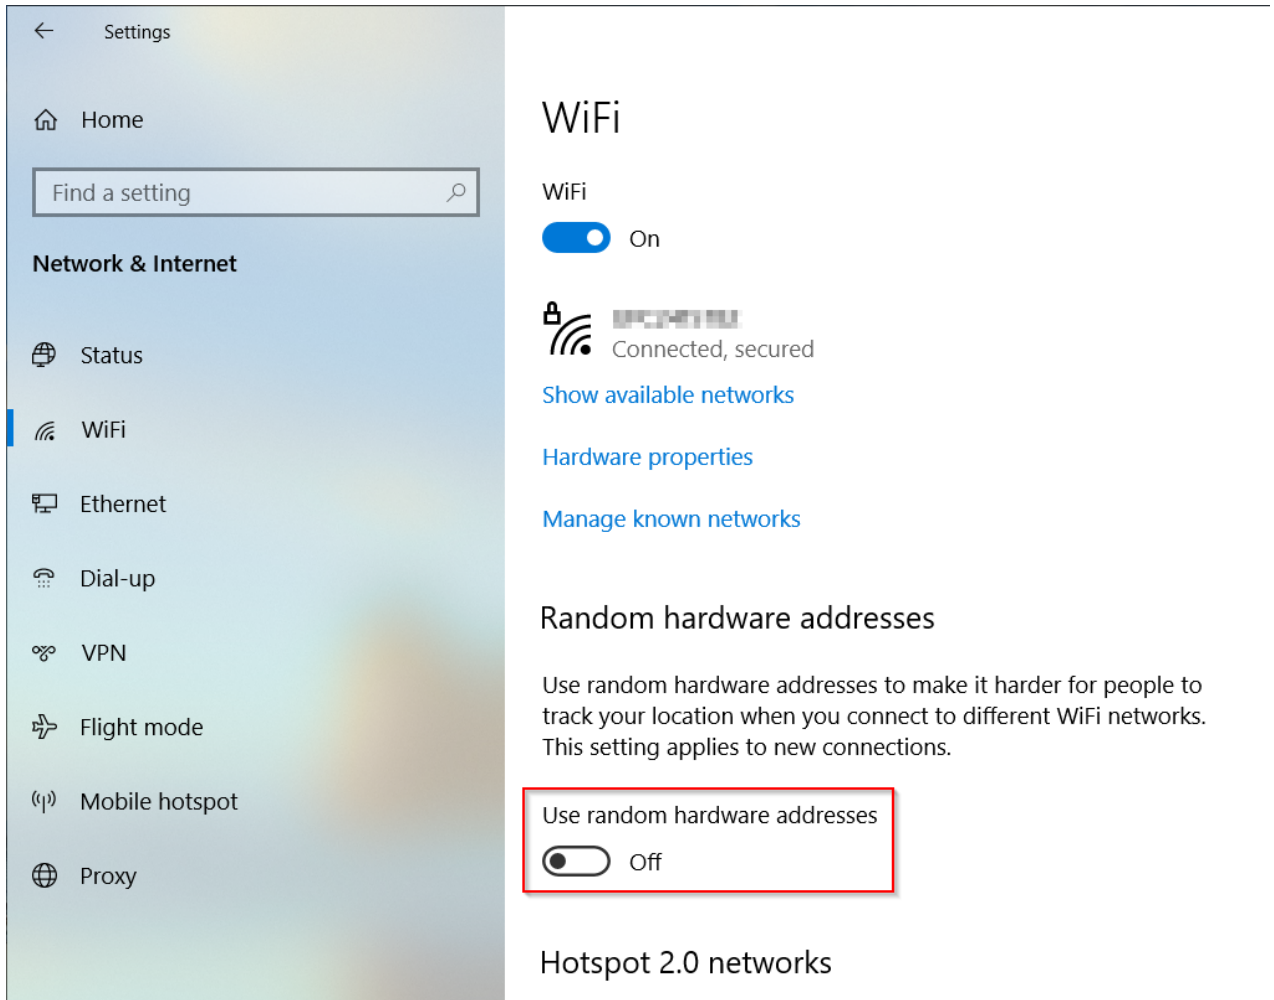 Settings
Home
Find a setting
Network & Internet
Status
WiFi
Ethernet
Dial-up
VPN
Flight mode
Mobile hotspot
Proxy
WiFi
WiFi
On
Connected, secured
Show available networks
Hardware properties
Manage known networks
Random hardware addresses
Use random hardware addresses to make it harder for people to
track your location when you connect to different WiFi networks.
This setting applies to new connections.
Use random hardware addresses
Off
Hotspot 2.0 networks